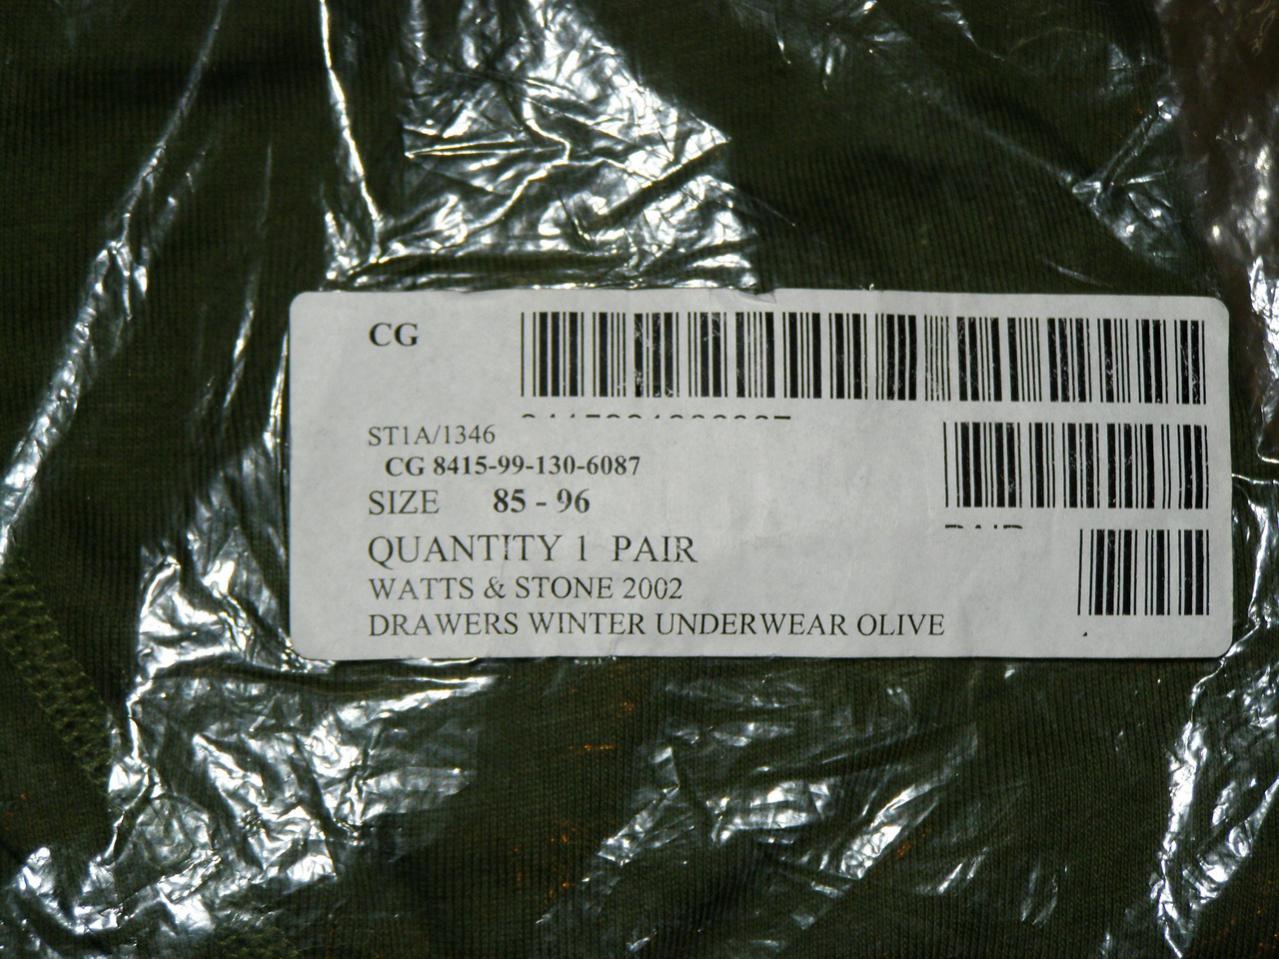 CG
ST1A/1346
CG 8415-99-130-6087
SIZE 85 - 96
QUANTITY 1 PAIR
WATTS & STONE 2002
DRAWERS WINTER UNDERWEAR OLIVE